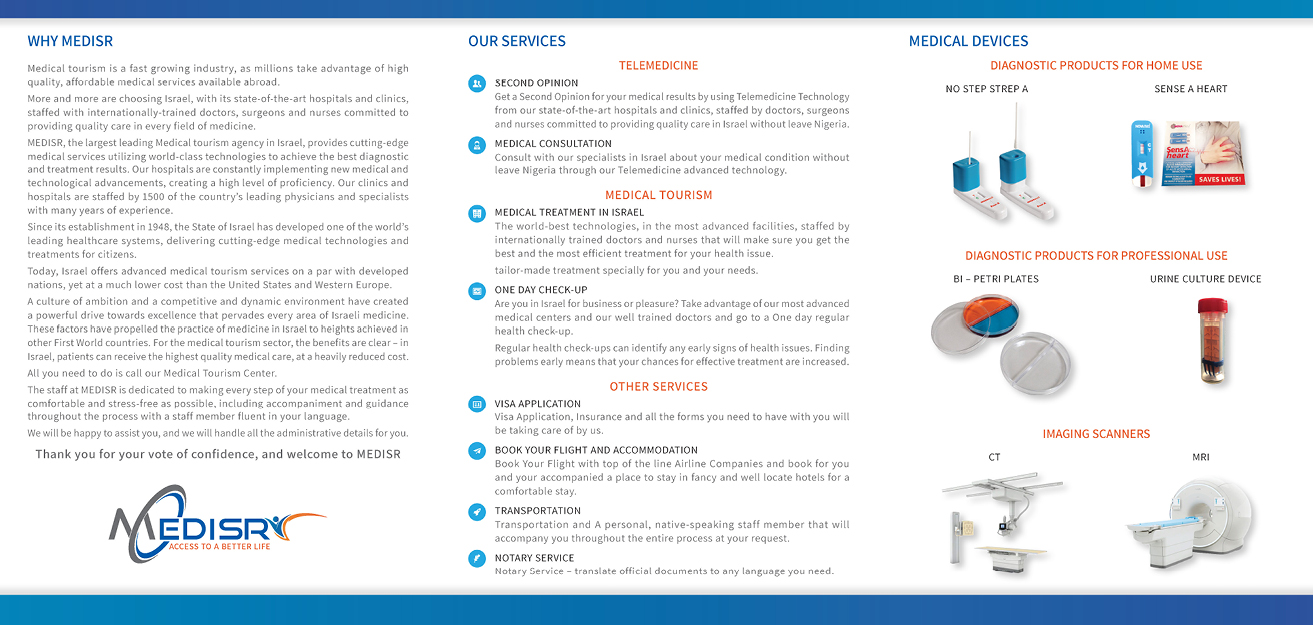 WHY MEDISR
Medical tourism is a fast growing industry, as millions take advantage of high
quality, affordable medical services available abroad.
More and more are choosing Israel, with its state-of-the-art hospitals and clinics,
staffed with internationally-trained doctors, surgeons and nurses committed to
providing quality care in every field of medicine.
MEDISR, the largest leading Medical tourism agency in Israel, provides cutting-edge
medical services utilizing world-class technologies to achieve the best diagnostic
and treatment results. Our hospitals are constantly implementing new medical and
technological advancements, creating a high level of proficiency. Our clinics and
hospitals are staffed by 1500 of the country's leading physicians and specialists
with many years of experience.
Since its establishment in 1948, the State of Israel has developed one of the world's
leading healthcare systems, delivering cutting-edge medical technologies and
treatments for citizens.
Today, Israel offers advanced medical tourism services on a par with developed
nations, yet at a much lower cost than the United States and Western Europe.
A culture of ambition and a competitive and dynamic environment have created
a powerful drive towards excellence that pervades every area of Israeli medicine.
These factors have propelled the practice of medicine in Israel to heights achieved in
other First World countries. For the medical tourism sector, the benefits are clear – in
Israel, patients can receive the highest quality medical care, at a heavily reduced cost.
All you need to do is call our Medical Tourism Center.
The staff at MEDISR is dedicated to making every step of your medical treatment as
comfortable and stress-free as possible, including accompaniment and guidance
throughout the process with a staff member fluent in your language.
We will be happy to assist you, and we will handle all the administrative details for you.
Thank you for your vote of confidence, and welcome to MEDISR
MEDISR
ACCESS TO A BETTER LIFE
OUR SERVICES
TELEMEDICINE
SECOND OPINION
Get a Second Opinion for your medical results by using Telemedicine Technology
from our state-of-the-art hospitals and clinics, staffed by doctors, surgeons
and nurses committed to providing quality care in Israel without leave Nigeria.
MEDICAL CONSULTATION
Consult with our specialists in Israel about your medical condition without
leave Nigeria through our Telemedicine advanced technology.
MEDICAL TOURISM
MEDICAL TREATMENT IN ISRAEL
The world-best technologies, in the most advanced facilities, staffed by
internationally trained doctors and nurses that will make sure you get the
best and the most efficient treatment for your health issue.
tailor-made treatment specially for you and your needs.
ONE DAY CHECK-UP
Are you in Israel for business or pleasure? Take advantage of our most advanced
medical centers and our well trained doctors and go to a One day regular
health check-up.
Regular health check-ups can identify any early signs of health issues. Finding
problems early means that your chances for effective treatment are increased.
OTHER SERVICES
VISA APPLICATION
Visa Application, Insurance and all the forms you need to have with you will
be taking care of by us.
BOOK YOUR FLIGHT AND ACCOMMODATION
Book Your Flight with top of the line Airline Companies and book for you
and your accompanied a place to stay in fancy and well locate hotels for a
comfortable stay.
TRANSPORTATION
Transportation and A personal, native-speaking staff member that will
accompany you throughout the entire process at your request.
NOTARY SERVICE
Notary Service – translate official documents to any language you need.
MEDICAL DEVICES
DIAGNOSTIC PRODUCTS FOR HOME USE
NO STEP STREP A
SENSE A HEART
C
T
SensA
heart
SAVES LIVES!
DIAGNOSTIC PRODUCTS FOR PROFESSIONAL USE
BI – PETRI PLATES
URINE CULTURE DEVICE
IMAGING SCANNERS
CT
MRI